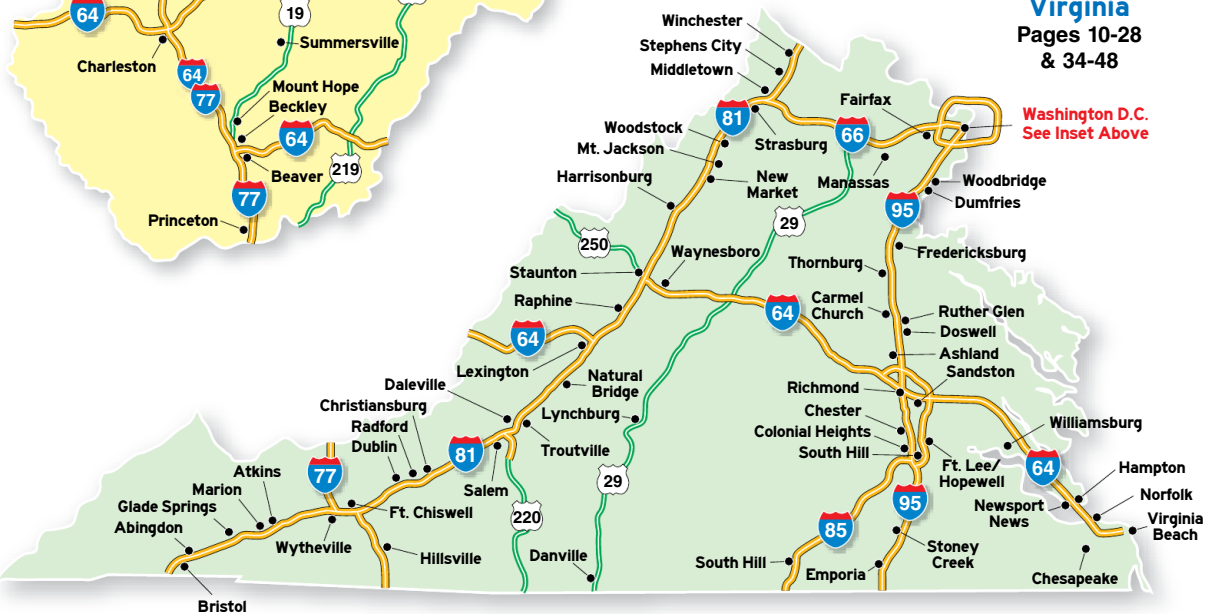 64
19
Summersville
Charleston
64
77
Mount Hope
Beckley
64
Beaver
219
77
Princeton
Virginia
Pages 10-28
& 34-48
Winchester
Stephens City
Middletown
Fairfax
Washington D.C.
See Inset Above
81
66
Woodstock
Strasburg
Mt. Jackson
Manassas
Harrisonburg
New
Market
Woodbridge
Dumfries
95
29
250
Waynesboro
Fredericksburg
Staunton
Thornburg
Raphine
64
Carmel
Church
Ruther Glen
Doswell
64
Ashland
Lexington
Sandston
Daleville
Natural
Bridge
Richmond
Christiansburg
Lynchburg
Chester
Radford
Colonial Heights
Williamsburg
Dublin
81
Troutville
South Hill
77
Atkins
Salem
29
Ft. Lee/
Hopewell
64
Hampton
Marion
Glade Springs
Ft. Chiswell
220
95
Newsport
News
Norfolk
Abingdon
85
Virginia
Beach
Wytheville
Hillsville
Danville
South Hill
Emporia
Stoney
Creek
Chesapeake
Bristol